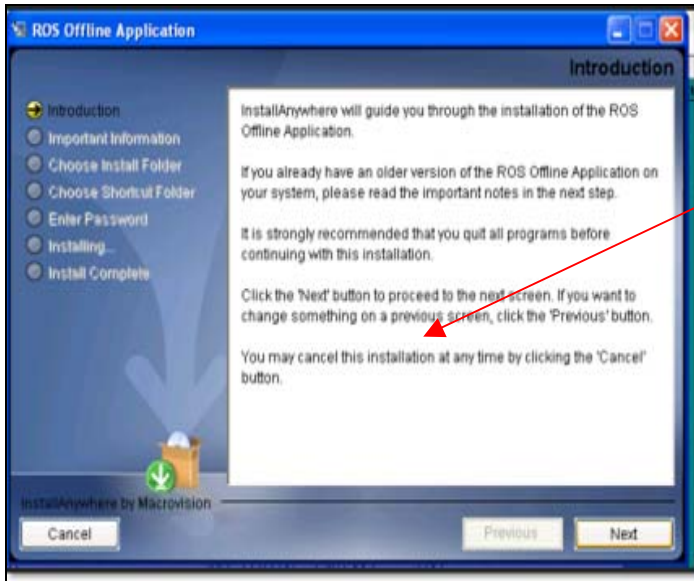 ROS Offline Application
Introduction
Introduction
Important Information
Choose Install Folder
Choose Shortcut Folder
Enter Password
Installing...
Install Complete
InstallAnywhere will guide you through the installation of the ROS
Offline Application.
If you already have an older version of the ROS Offline Application on
your system, please read the important notes in the next step.
It is strongly recommended that you quit all programs before
continuing with this installation.
Click the 'Next' button to proceed to the next screen. If you want to
change something on a previous screen, click the 'Previous' button.
You may cancel this installation at any time by clicking the 'Cancel'
button.
InstallAnywhere by Macrovision
Cancel
Previous
Next